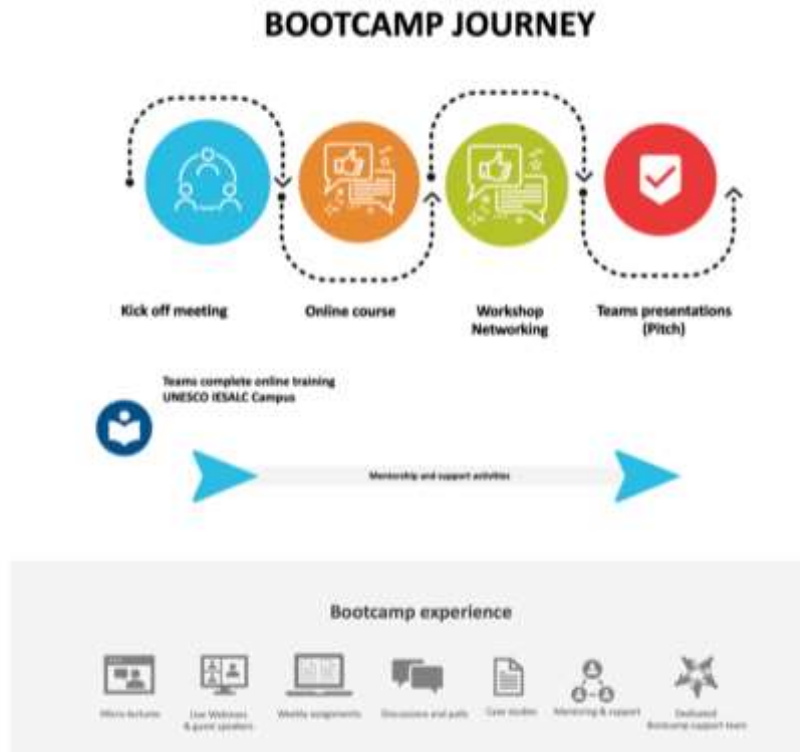 BOOTCAMP JOURNEY
Kick off meeting
Online course
Workshop
Networking
Teams presentations
(Pitch)
Teams complete online training
UNESCO IESALC Campus
Mentorship and support activities
Bootcamp experience
Micro-lectures
Live Webinars
& guest speakers
Weekly assignments
Discussions and polls
Case studies
Mentoring & support
Dedicated
Bootcamp support team